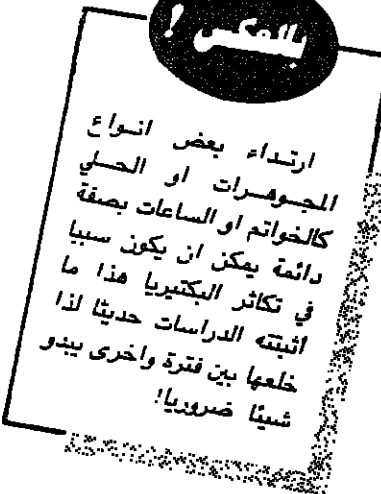 بالعكس !
ارتداء بعض انواع
المجوهرات او الحلي
كالخواتم او الساعات بصفة
دائمة يمكن ان يكون سببا
في تكاثر البكتيريا هذا ما
اثبتته الدراسات حديثا لذا
خلعها بين فترة واخرى يبدو
شيئا ضروريا!